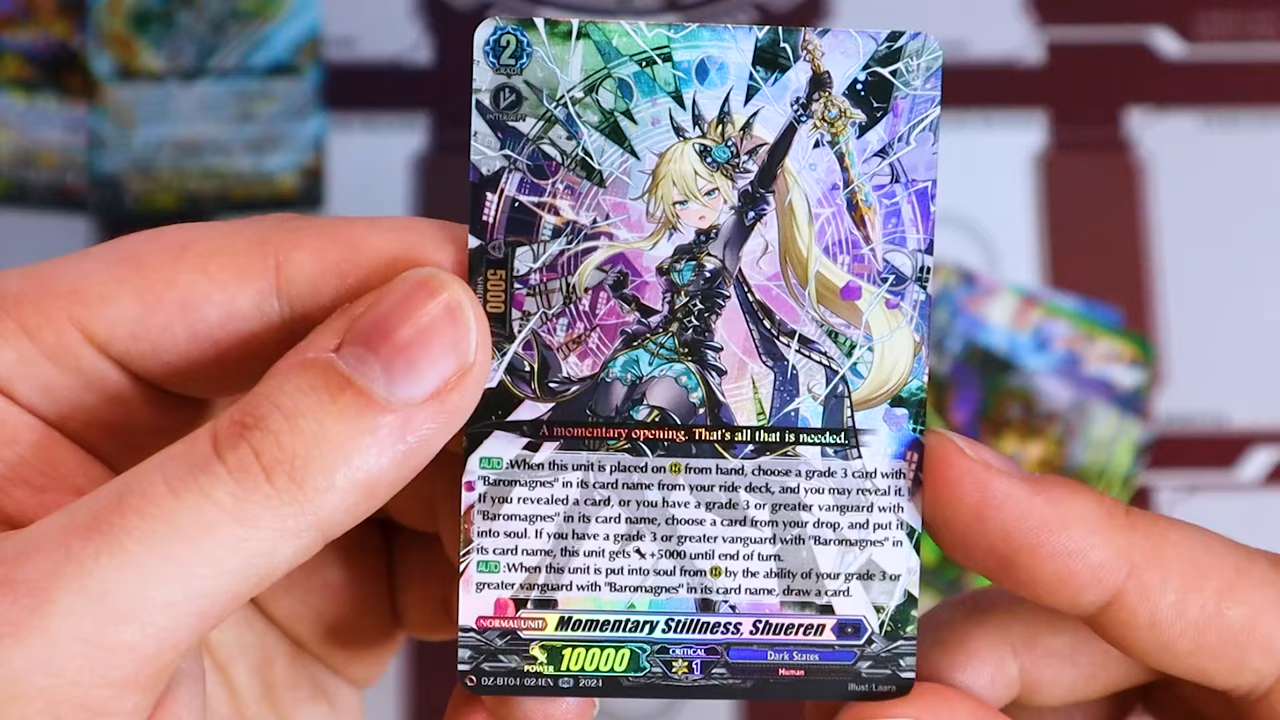 2
GRADE
INTERCEPT
5000
A momentary opening. That's all that is needed.
AUTO:When this unit is placed on R from hand, choose a grade 3 card with
"Baromagnes" in its card name from your ride deck, and you may reveal it.
If you revealed a card, or you have a grade 3 or greater vanguard with
"Baromagnes" in its card name, choose a card from your drop, and put it
into soul. If you have a grade 3 or greater vanguard with "Baromagnes" in
its card name, this unit gets +5000 until end of turn.
AUTO:When this unit is put into soul from R by the ability of your grade 3 or
greater vanguard with "Baromagnes" in its card name, draw a card.
NORMAL UNIT Momentary Stillness, Shueren
POWER 10000 CRITICAL 1 Dark States
Human
DZ-BT04/024EN RR 2024 Illust/Laara